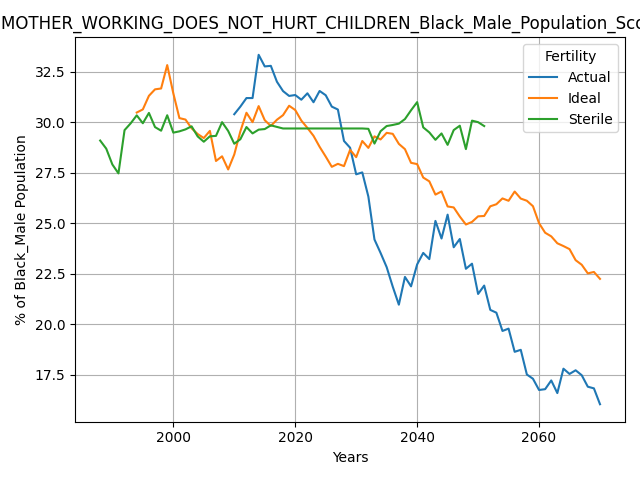 MOTHER_WORKING_DOES_NOT_HURT_CHILDREN_Black_Male_Population_Sco
Fertility
Actual
Ideal
Sterile
% of Black_Male Population
32.5
30.0
27.5
25.0
22.5
20.0
17.5
2000 2020 2040 2060
Years